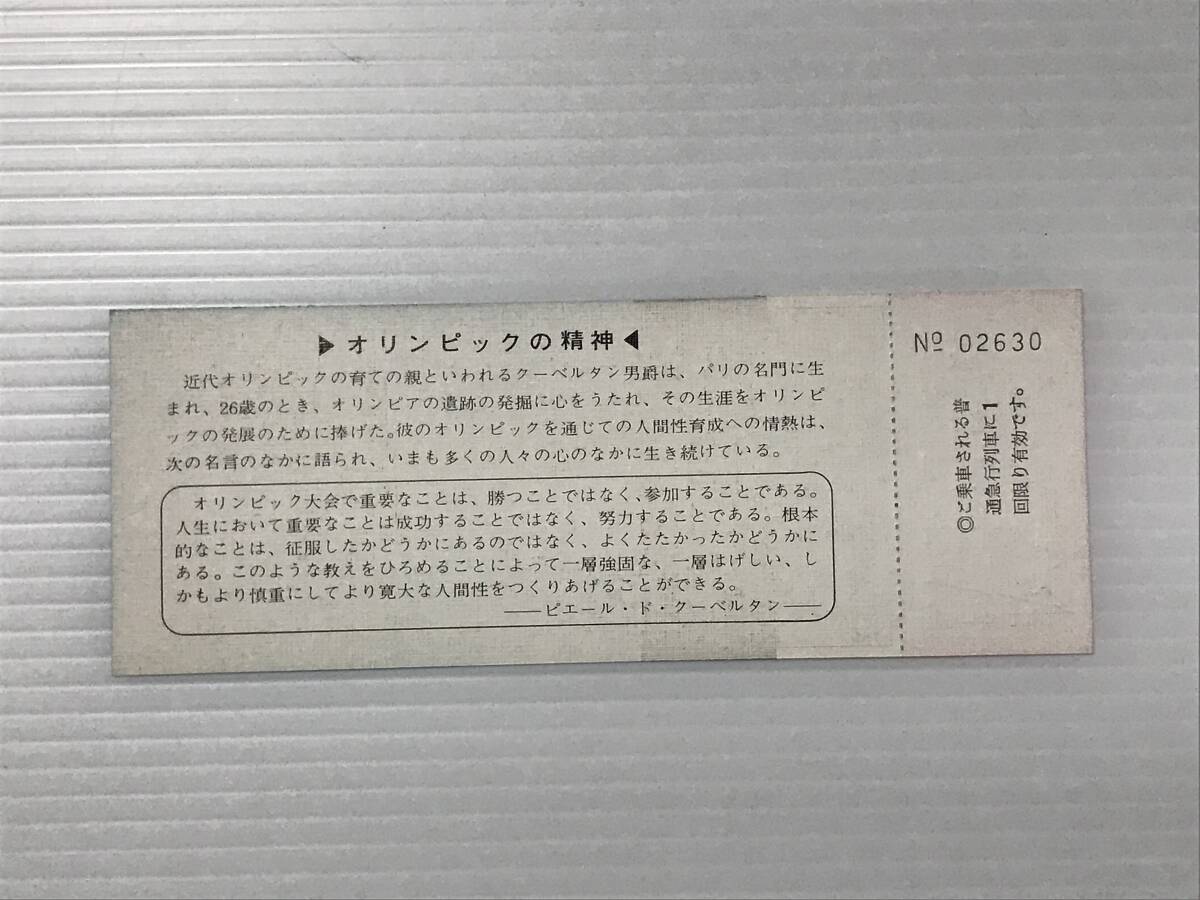 ▶オリンピックの精神◀
近代オリンピックの育ての親といわれるクーベルタン男爵は、パリの名門に生
まれ、26歳のとき、オリンピアの遺跡の発掘に心をうたれ、その生涯をオリンピ
ックの発展のために捧げた。彼のオリンピックを通じての人間性育成への情熱は、
次の名言のなかに語られ、いまも多くの人々の心のなかに生き続けている。
オリンピック大会で重要なことは、勝つことではなく、参加することである。
人生において重要なことは成功することではなく、努力することである。根本
的なことは、征服したかどうかにあるのではなく、よくたたかったかどうかに
ある。このような教えをひろめることによって一層強固な、一層はげしい、し
かもより慎重にしてより寛大な人間性をつくりあげることができる。
――ピエール・ド・クーベルタン――
№ 02630
◎ご乗車される普
通急行列車に1
回限り有効です。